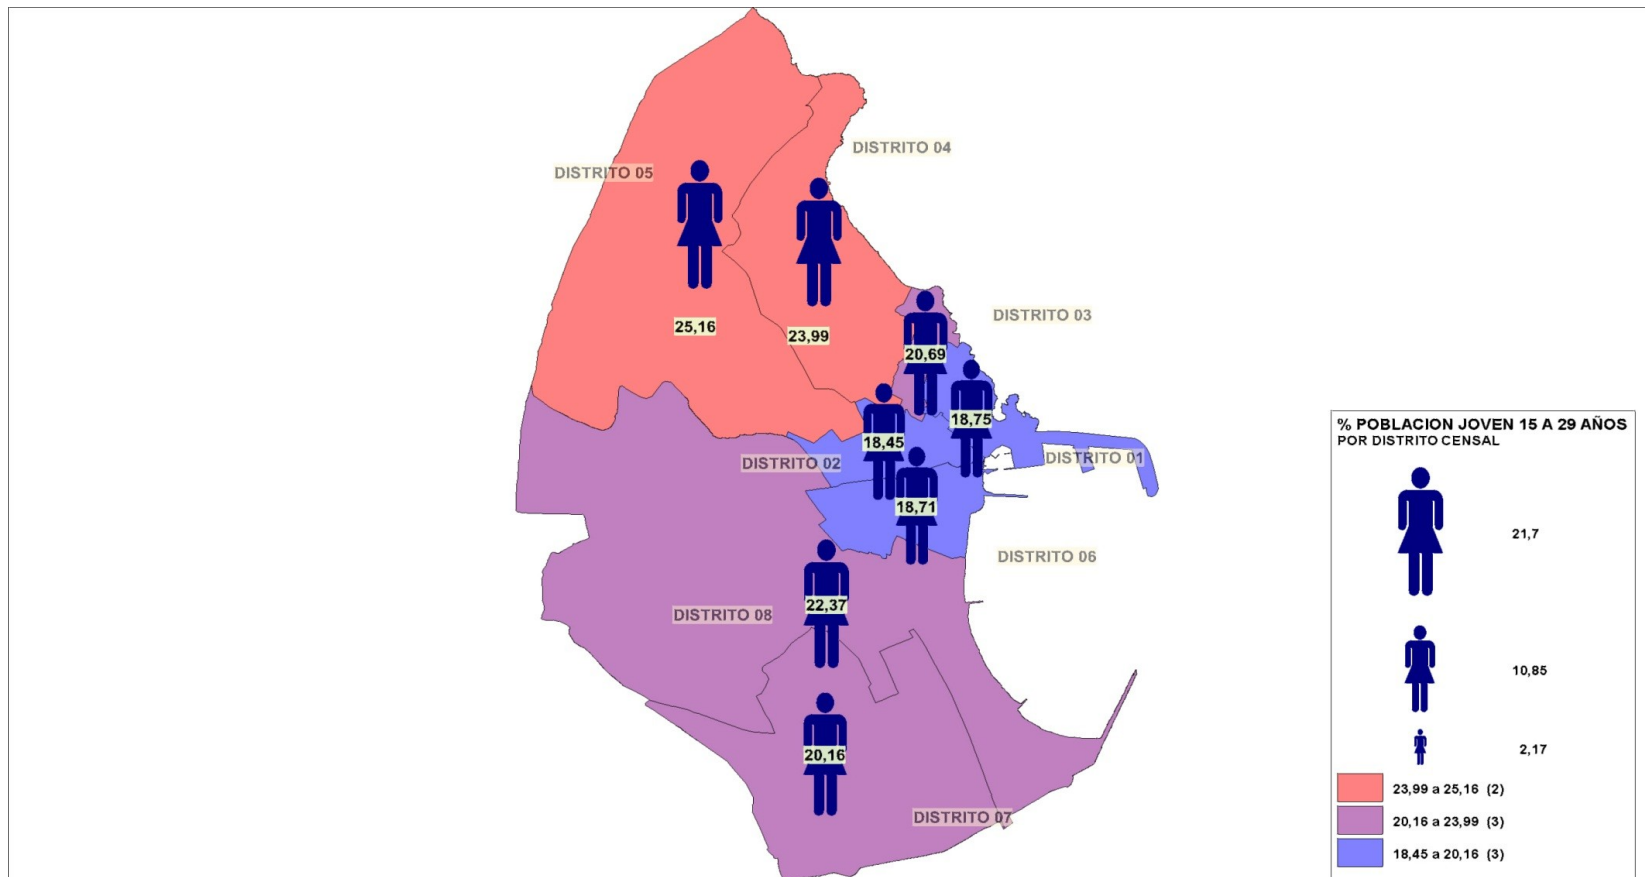 DISTRITO 04
DISTRITO 05
DISTRITO 03
25,16
23,99
20,69
18,75
18,45
DISTRITO 02
DISTRITO 01
18,71
DISTRITO 06
22,37
DISTRITO 08
20,16
DISTRITO 07
% POBLACION JOVEN 15 A 29 AÑOS
POR DISTRITO CENSAL
21,7
10,85
2,17
23,99 a 25,16 (2)
20,16 a 23,99 (3)
18,45 a 20,16 (3)